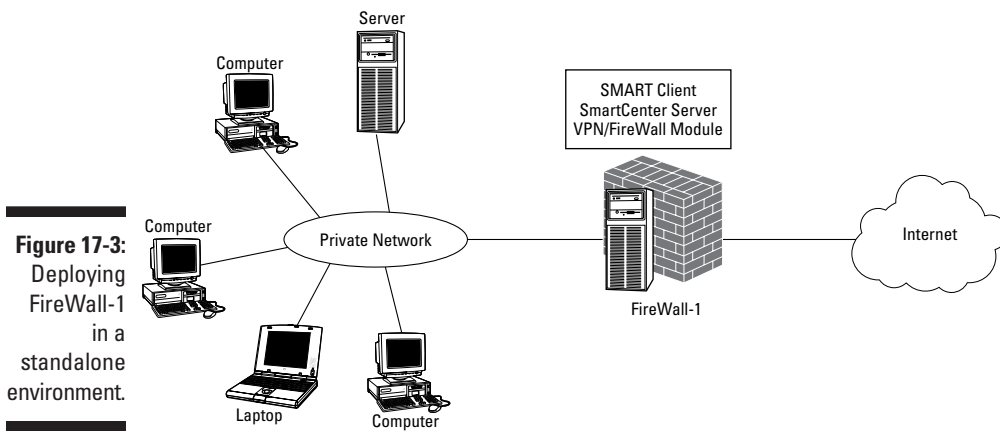 Server
Computer
SMART Client
SmartCenter Server
VPN/FireWall Module
Computer
Private Network
Internet
FireWall-1
Laptop
Computer
Figure 17-3:
Deploying
FireWall-1
in a
standalone
environment.